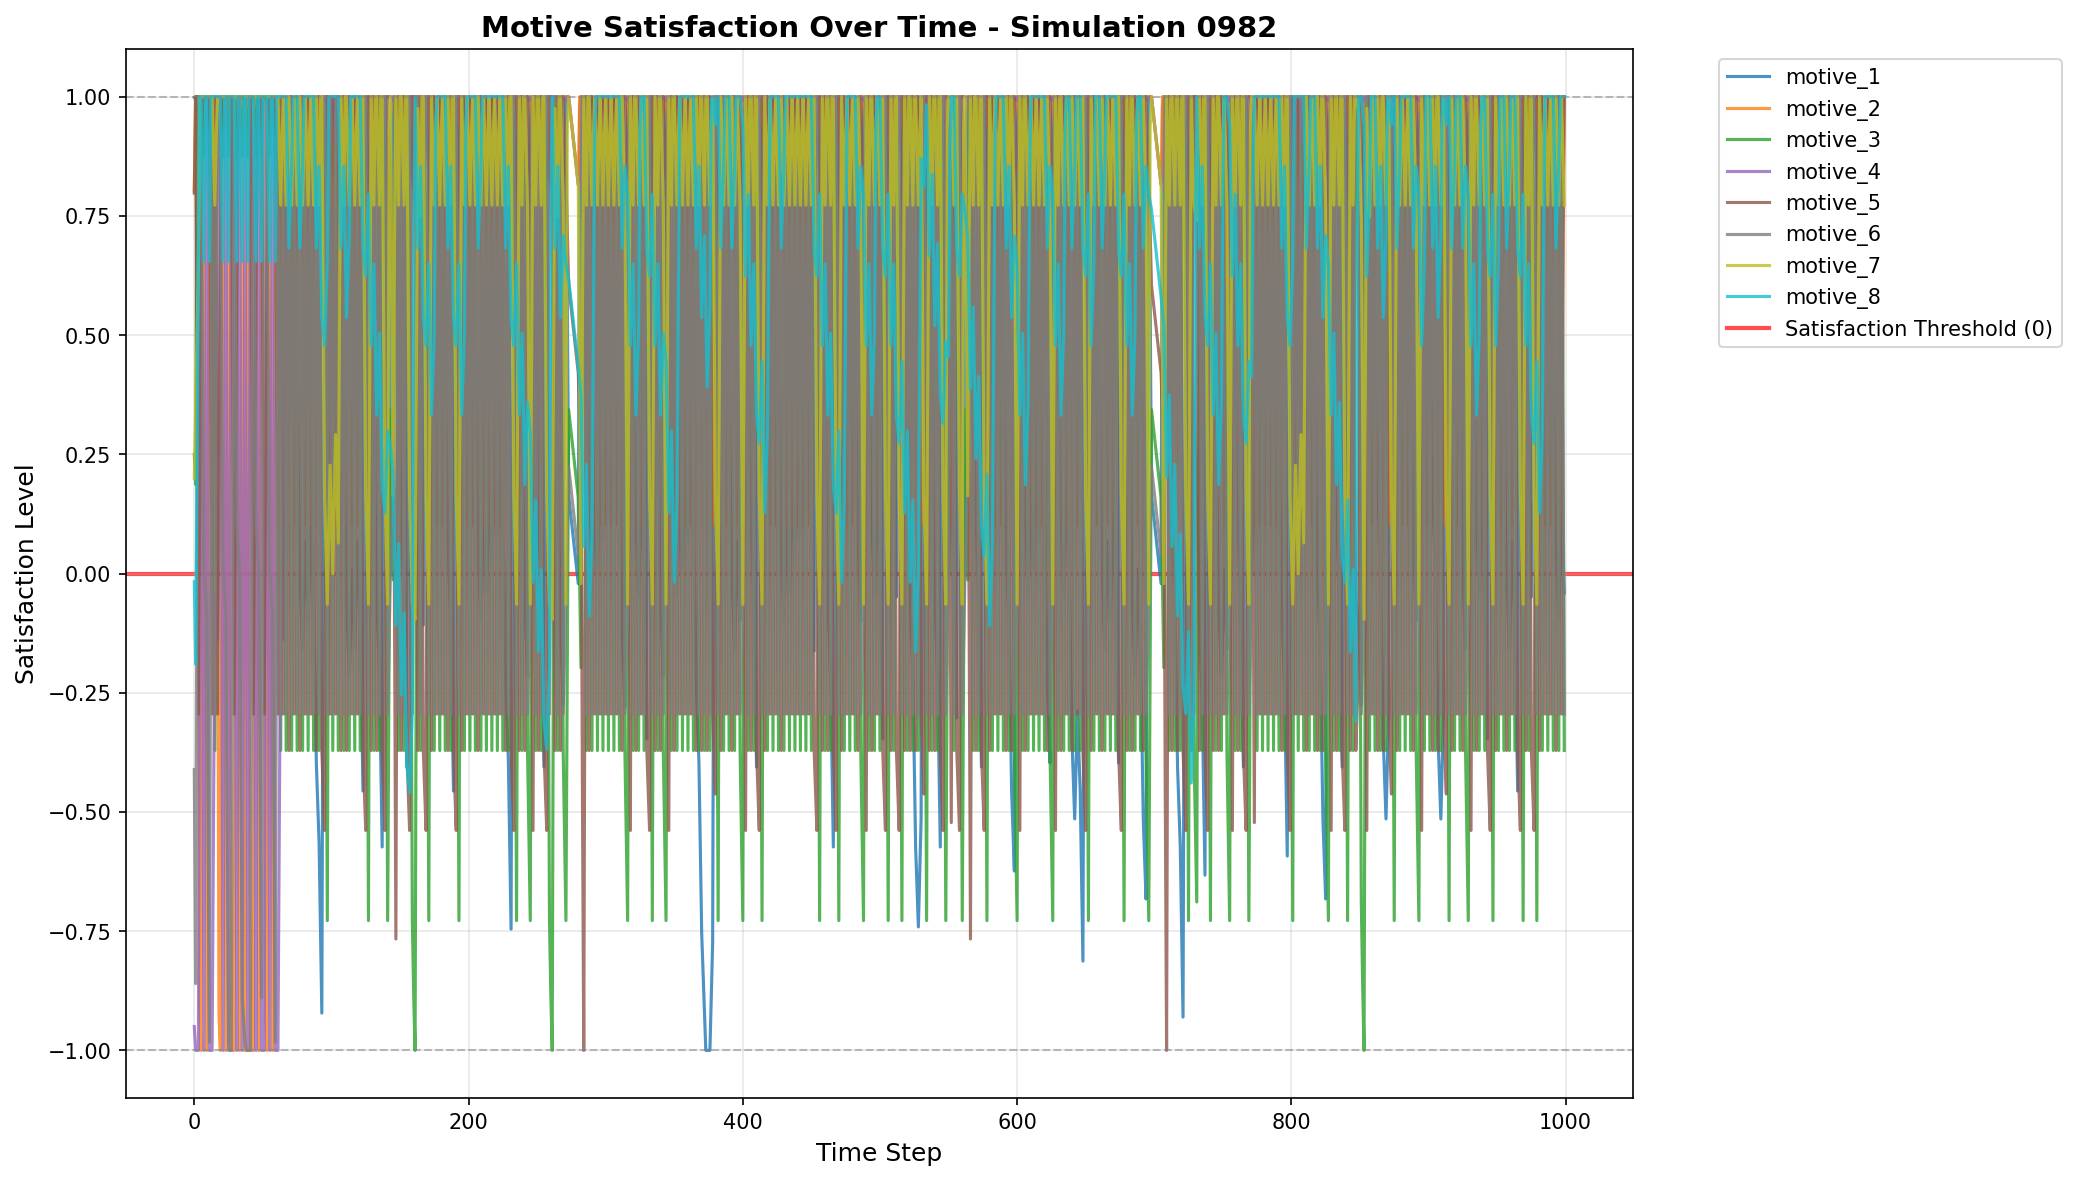 Motive Satisfaction Over Time - Simulation 0982
Satisfaction Level
1.00
0.75
0.50
0.25
0.00
−0.25
−0.50
−0.75
−1.00
0
200
400
600
800
1000
Time Step
motive_1
motive_2
motive_3
motive_4
motive_5
motive_6
motive_7
motive_8
Satisfaction Threshold (0)